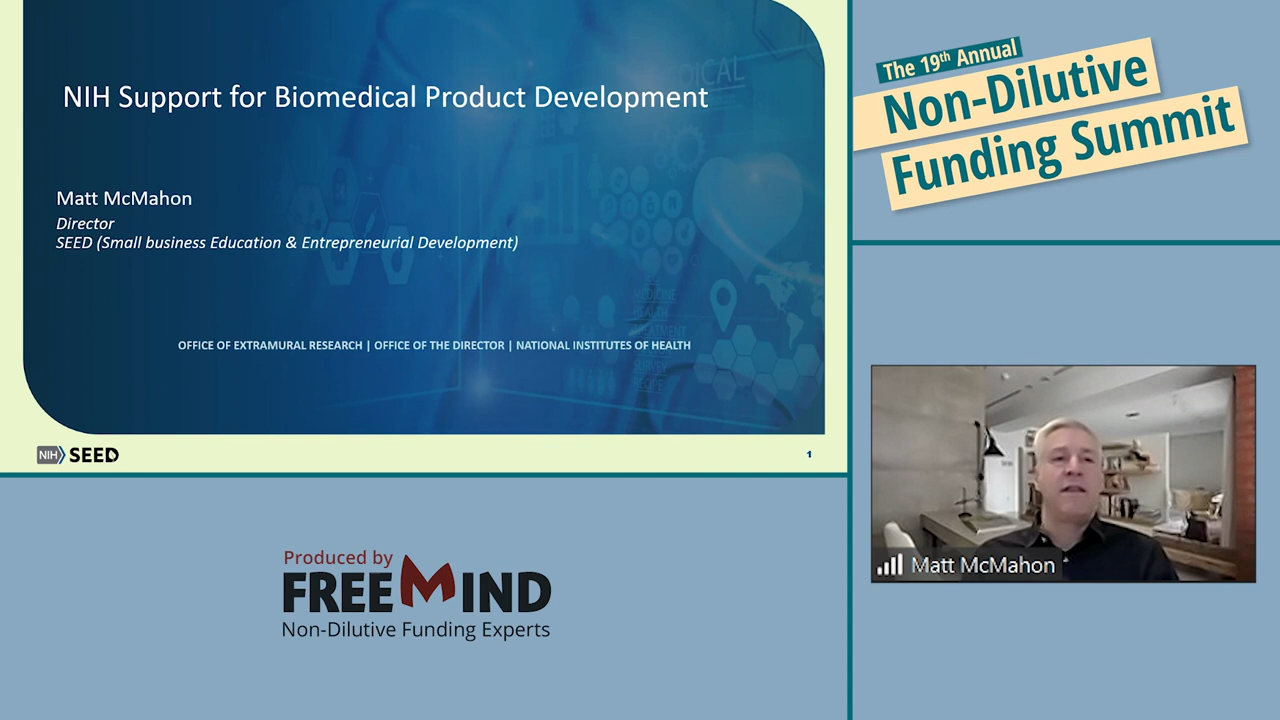 NIH Support for Biomedical Product Development
Matt McMahon
Director
SEED (Small business Education & Entrepreneurial Development)
OFFICE OF EXTRAMURAL RESEARCH | OFFICE OF THE DIRECTOR | NATIONAL INSTITUTES OF HEALTH
NIH SEED
1
The 19th Annual
Non-Dilutive
Funding Summit
Matt McMahon
Produced by
FREEMIND
Non-Dilutive Funding Experts